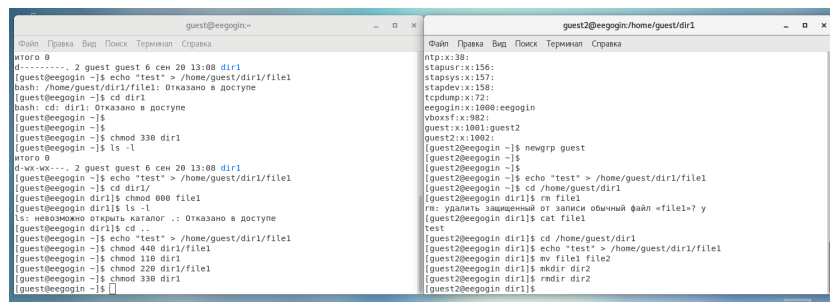 guest@eegogin:~
Файл Правка Вид Поиск Терминал Справка
итого 0
d---------. 2 guest guest 6 сен 20 13:08 dir1
[guest@eegogin ~]$ echo "test" > /home/guest/dir1/file1
bash: /home/guest/dir1/file1: Отказано в доступе
[guest@eegogin ~]$ cd dir1
bash: cd: dir1: Отказано в доступе
[guest@eegogin ~]$
[guest@eegogin ~]$
[guest@eegogin ~]$ chmod 330 dir1
[guest@eegogin ~]$ ls -l
итого 0
d-wx-wx---. 2 guest guest 6 сен 20 13:08 dir1
[guest@eegogin ~]$ echo "test" > /home/guest/dir1/file1
[guest@eegogin ~]$ cd dir1/
[guest@eegogin dir1]$ chmod 000 file1
[guest@eegogin dir1]$ ls -l
ls: невозможно открыть каталог .: Отказано в доступе
[guest@eegogin dir1]$ cd ..
[guest@eegogin ~]$ echo "test" > /home/guest/dir1/file1
[guest@eegogin ~]$ chmod 440 dir1/file1
[guest@eegogin ~]$ chmod 110 dir1
[guest@eegogin ~]$ chmod 220 dir1/file1
[guest@eegogin ~]$ chmod 330 dir1
[guest@eegogin ~]$
guest2@eegogin:/home/guest/dir1
Файл Правка Вид Поиск Терминал Справка
ntp:x:38:
stapusr:x:156:
stapsys:x:157:
stapdev:x:158:
tcpdump:x:72:
eegogin:x:1000:eegogin
vboxsf:x:982:
guest:x:1001:guest2
guest2:x:1002:
[guest2@eegogin ~]$ newgrp guest
[guest2@eegogin ~]$
[guest2@eegogin ~]$
[guest2@eegogin ~]$ echo "test" > /home/guest/dir1/file1
[guest2@eegogin ~]$ cd /home/guest/dir1
[guest2@eegogin dir1]$ rm file1
rm: удалить защищенный от записи обычный файл «file1»? y
[guest2@eegogin dir1]$ cat file1
test
[guest2@eegogin dir1]$ cd /home/guest/dir1
[guest2@eegogin dir1]$ echo "test" > /home/guest/dir1/file1
[guest2@eegogin dir1]$ mv file1 file2
[guest2@eegogin dir1]$ mkdir dir2
[guest2@eegogin dir1]$ rmdir dir2
[guest2@eegogin dir1]$